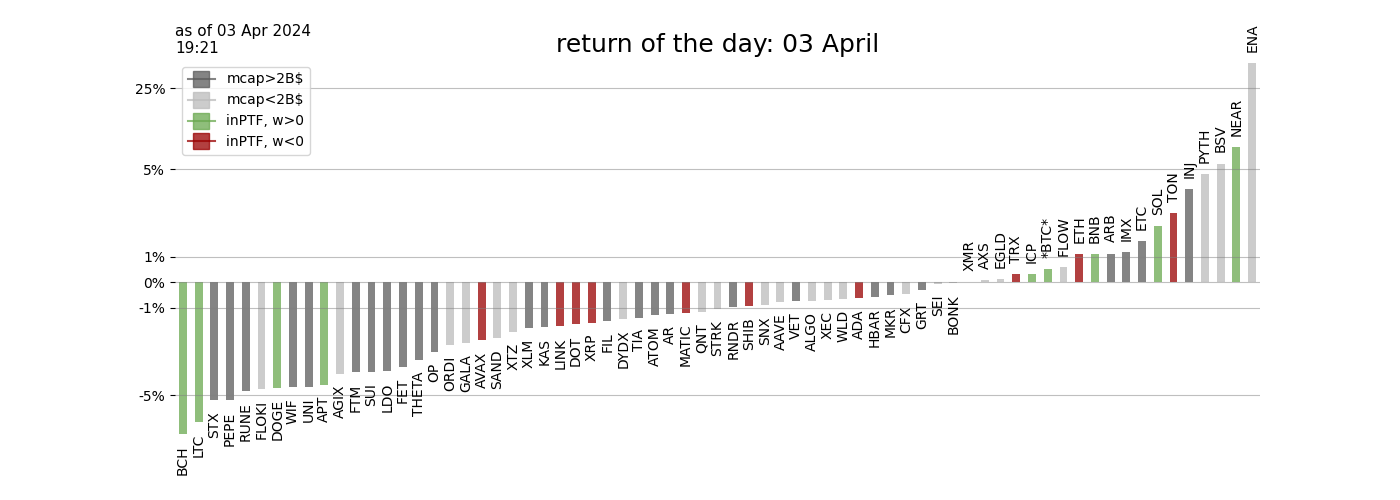 as of 03 Apr 2024
19:21
return of the day: 03 April
mcap>2B$
mcap<2B$
inPTF, w>0
inPTF, w<0
25%
5%
1%
0%
-1%
-5%
BCH
LTC
STX
PEPE
RUNE
FLOKI
DOGE
WIF
UNI
APT
AGIX
FTM
SUI
LDO
FET
THETA
OP
ORDI
GALA
AVAX
SAND
XTZ
XLM
KAS
LINK
DOT
XRP
FIL
DYDX
TIA
ATOM
AR
MATIC
QNT
STRK
RNDR
SHIB
SNX
AAVE
VET
ALGO
XEC
WLD
ADA
HBAR
MKR
CFX
GRT
SEI
BONK
XMR
AXS
EGLD
TRX
ICP
*BTC*
FLOW
ETH
BNB
ARB
IMX
ETC
SOL
TON
INJ
PYTH
BSV
NEAR
ENA